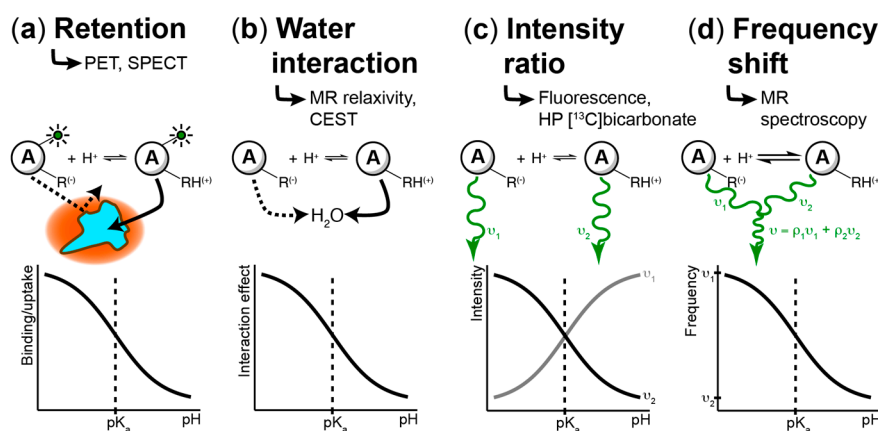 (a) Retention
PET, SPECT
A
+ H⁺ ⇌
A
R(-)
RH(+)
Binding/uptake
pKa
pH
(b) Water
interaction
MR relaxivity,
CEST
A
+ H⁺ ⇌
A
R(-)
RH(+)
H₂O
Interaction effect
pKa
pH
(c) Intensity
ratio
Fluorescence,
HP [¹³C]bicarbonate
A
+ H⁺ ⇌
A
R(-)
RH(+)
υ₁
υ₂
Intensity
υ₁
υ₂
pKa
pH
(d) Frequency
shift
MR
spectroscopy
A
+ H⁺ ⇌
A
R(-)
RH(+)
υ₁
υ₂
υ = ρ₁υ₁ + ρ₂υ₂
Frequency
υ₁
υ₂
pKa
pH